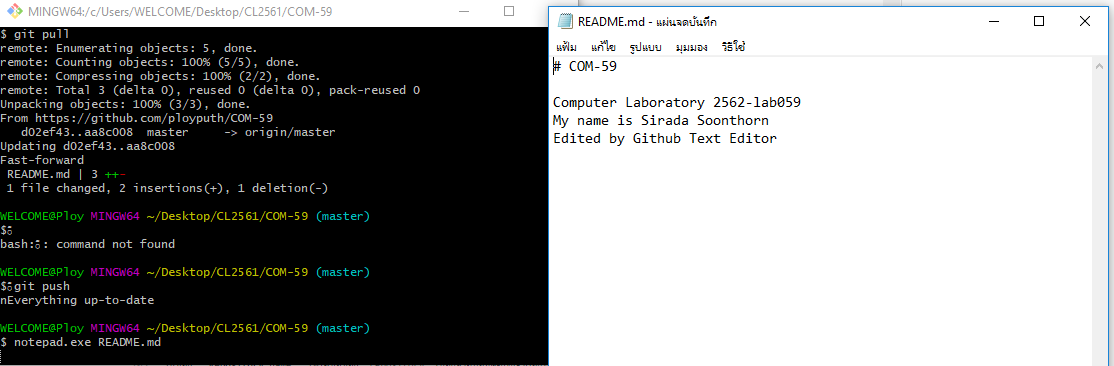 MINGW64:/c/Users/WELCOME/Desktop/CL2561/COM-59
$ git pull
remote: Enumerating objects: 5, done.
remote: Counting objects: 100% (5/5), done.
remote: Compressing objects: 100% (2/2), done.
remote: Total 3 (delta 0), reused 0 (delta 0), pack-reused 0
Unpacking objects: 100% (3/3), done.
From https://github.com/ployputh/COM-59
d02ef43..aa8c008 master -> origin/master
Updating d02ef43..aa8c008
Fast-forward
README.md | 3 ++-
1 file changed, 2 insertions(+), 1 deletion(-)
WELCOME@Ploy MINGW64 ~/Desktop/CL2561/COM-59 (master)
$
bash: : command not found
WELCOME@Ploy MINGW64 ~/Desktop/CL2561/COM-59 (master)
$ git push
nEverything up-to-date
WELCOME@Ploy MINGW64 ~/Desktop/CL2561/COM-59 (master)
$ notepad.exe README.md
README.md - แผ่นจดบันทึก
แฟ้ม แก้ไข รูปแบบ มุมมอง วิธีใช้
# COM-59
Computer Laboratory 2562-lab059
My name is Sirada Soonthorn
Edited by Github Text Editor